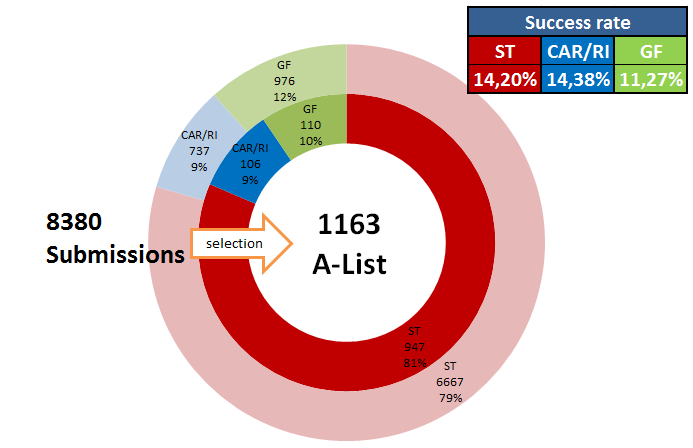 Success rate
ST CAR/RI GF
14,20% 14,38% 11,27%
GF
976
12%
GF
110
10%
CAR/RI
737
9%
CAR/RI
106
9%
8380
Submissions
selection
1163
A-List
ST
947
81%
ST
6667
79%